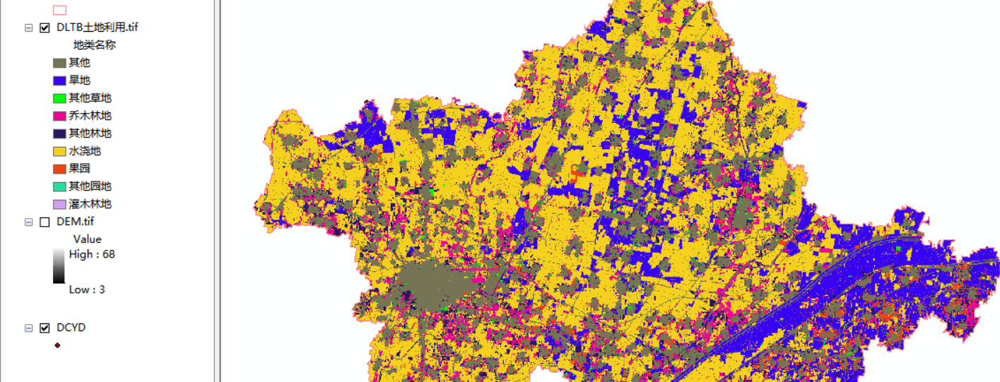 DLTB土地利用.tif
地类名称
其他
旱地
其他草地
乔木林地
其他林地
水浇地
果园
其他园地
灌木林地
DEM.tif
Value
High : 68
Low : 3
DCYD